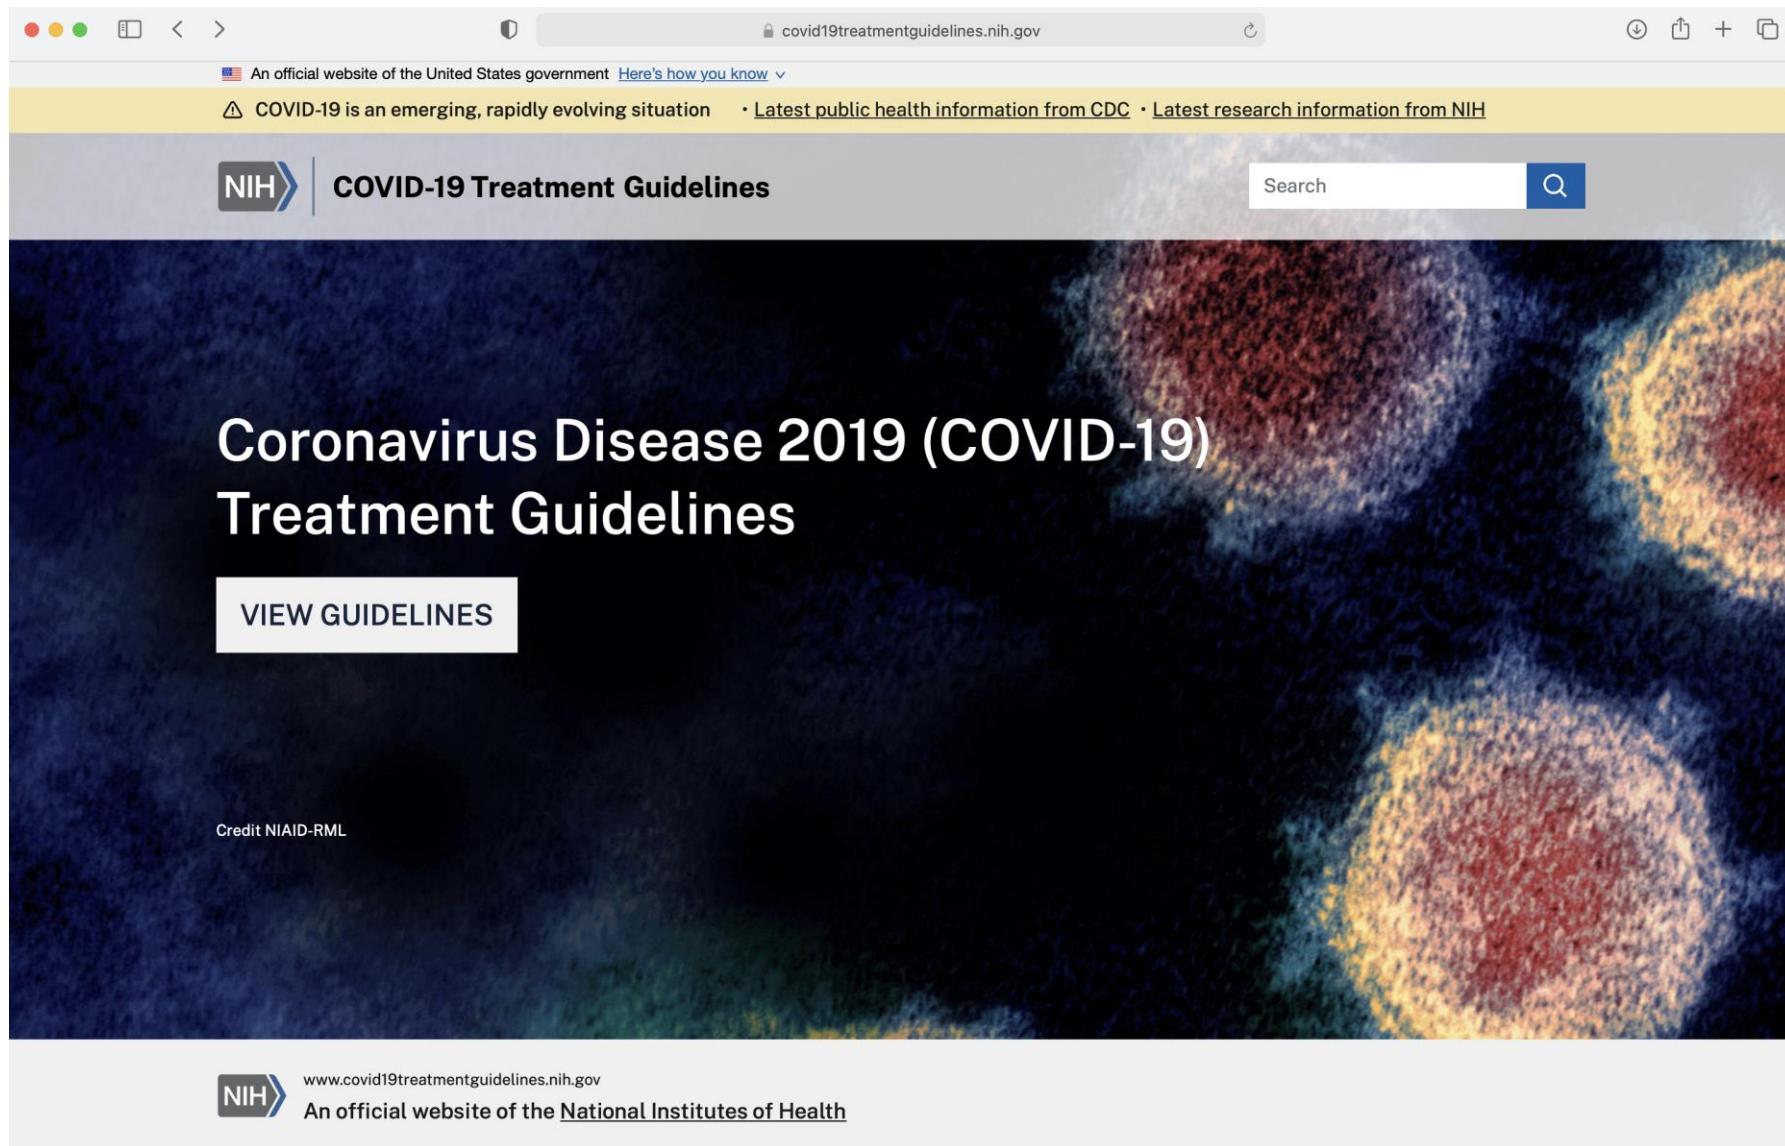 covid19treatmentguidelines.nih.gov
An official website of the United States government Here's how you know
COVID-19 is an emerging, rapidly evolving situation • Latest public health information from CDC • Latest research information from NIH
NIH COVID-19 Treatment Guidelines Search
Coronavirus Disease 2019 (COVID-19)
Treatment Guidelines
VIEW GUIDELINES
Credit NIAID-RML
NIH
www.covid19treatmentguidelines.nih.gov
An official website of the National Institutes of Health